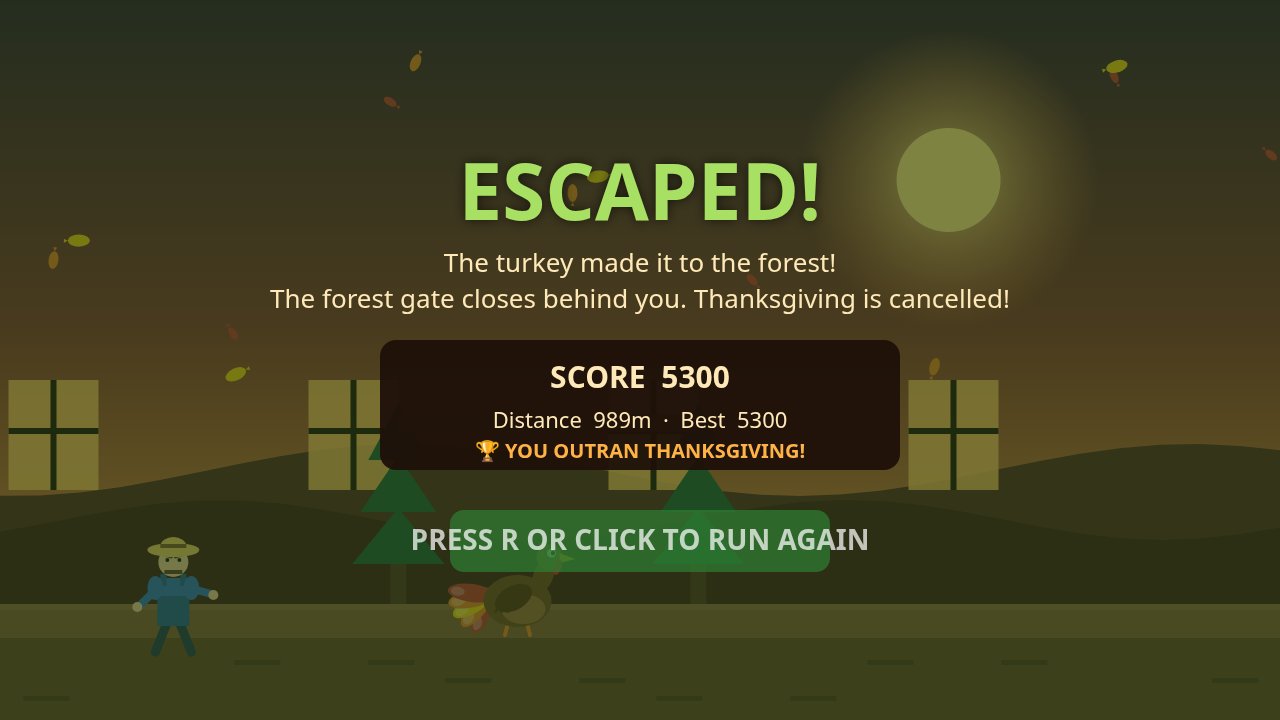 ESCAPED!
The turkey made it to the forest!
The forest gate closes behind you. Thanksgiving is cancelled!
SCORE 5300
Distance 989m · Best 5300
🏆 YOU OUTRAN THANKSGIVING!
PRESS R OR CLICK TO RUN AGAIN